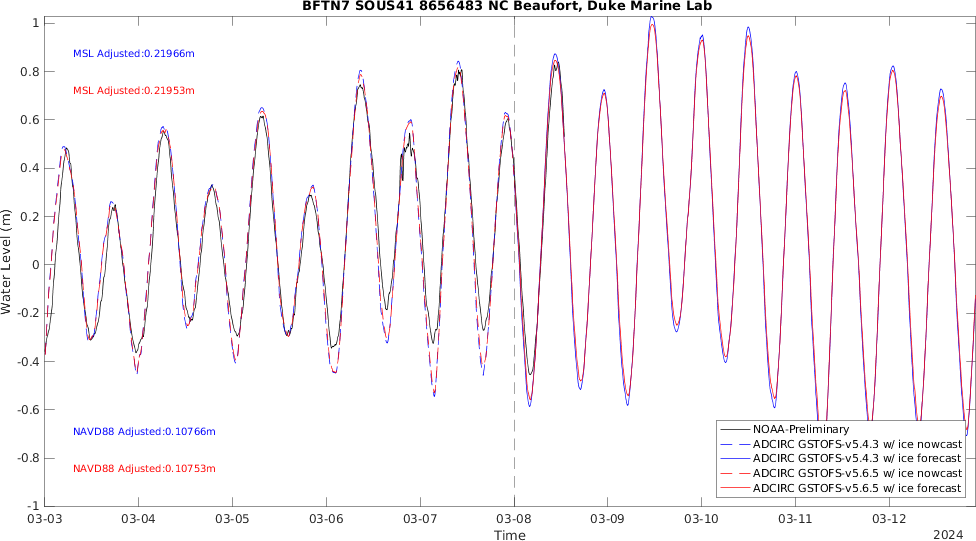 BFTN7 SOUS41 8656483 NC Beaufort, Duke Marine Lab
1
0.8
0.6
0.4
0.2
0
-0.2
-0.4
-0.6
-0.8
-1
Water Level (m)
MSL Adjusted:0.21966m
MSL Adjusted:0.21953m
NAVD88 Adjusted:0.10766m
NAVD88 Adjusted:0.10753m
NOAA-Preliminary
ADCIRC GSTOFS-v5.4.3 w/ ice nowcast
ADCIRC GSTOFS-v5.4.3 w/ ice forecast
ADCIRC GSTOFS-v5.6.5 w/ ice nowcast
ADCIRC GSTOFS-v5.6.5 w/ ice forecast
03-03 03-04 03-05 03-06 03-07 03-08 03-09 03-10 03-11 03-12
Time
2024